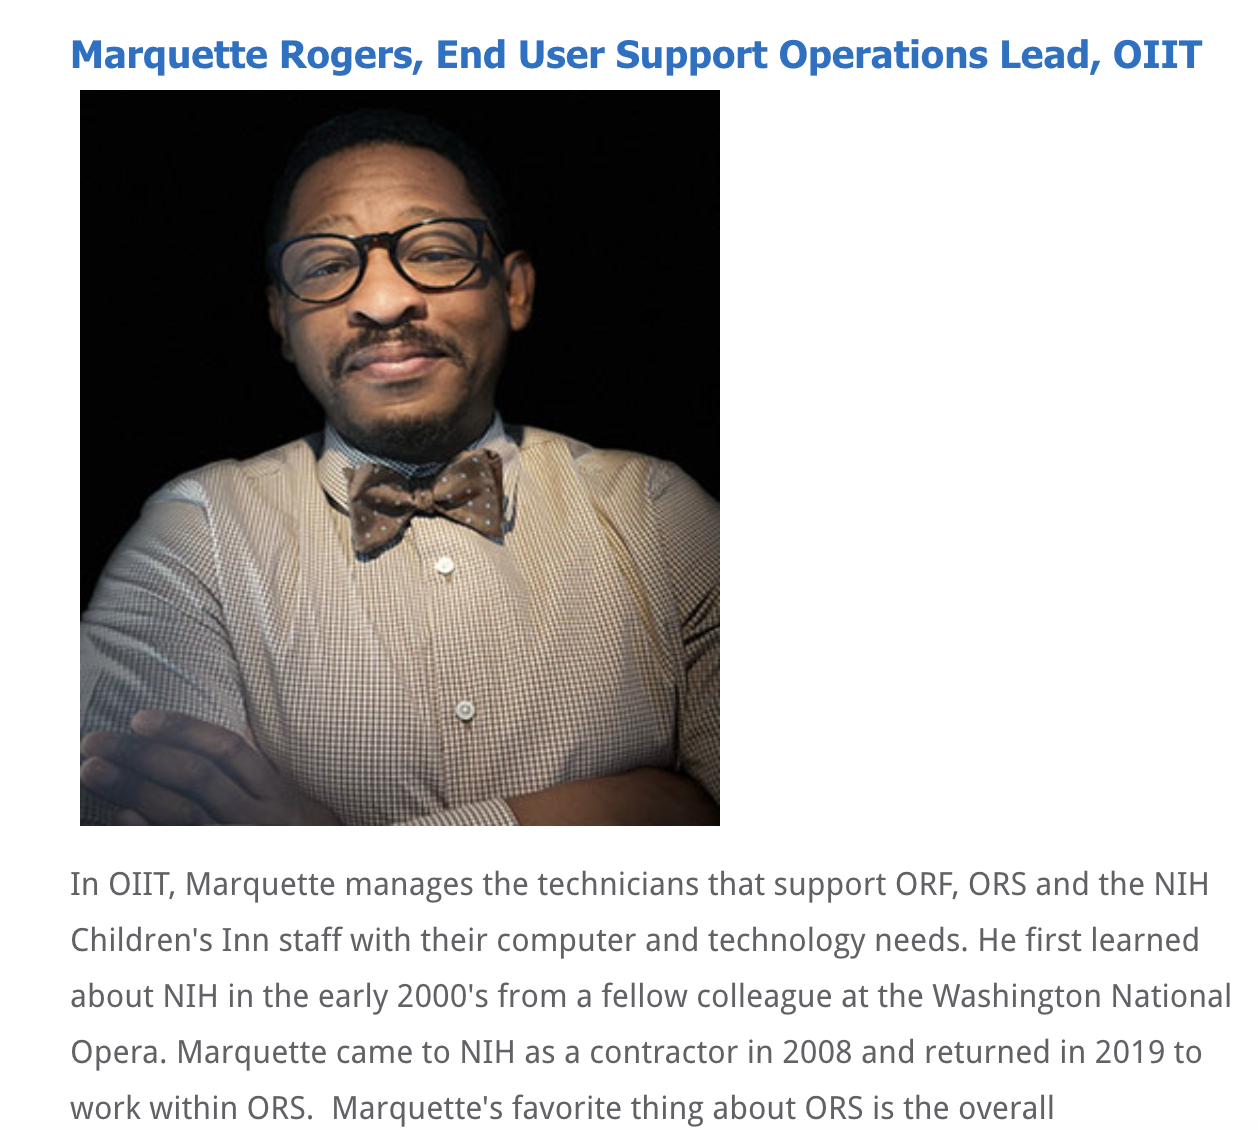 Marquette Rogers, End User Support Operations Lead, OIIT
In OIIT, Marquette manages the technicians that support ORF, ORS and the NIH
Children's Inn staff with their computer and technology needs. He first learned
about NIH in the early 2000's from a fellow colleague at the Washington National
Opera. Marquette came to NIH as a contractor in 2008 and returned in 2019 to
work within ORS.  Marquette's favorite thing about ORS is the overall